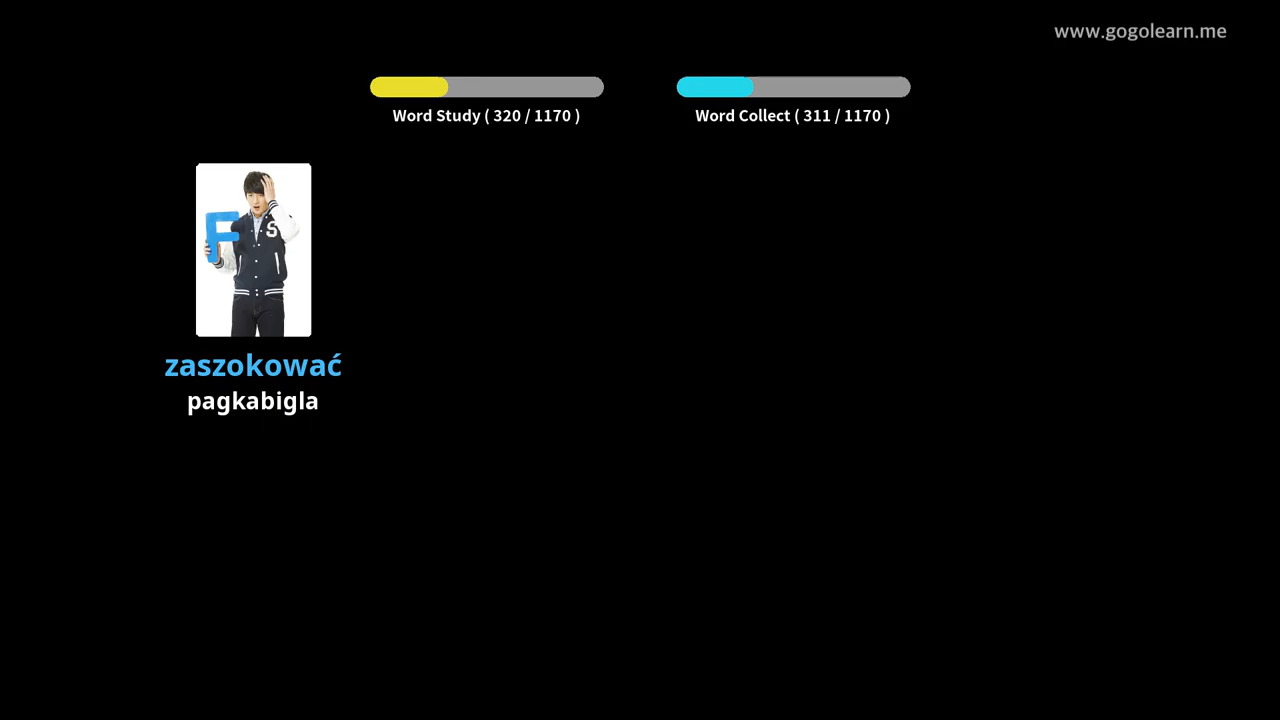 www.gogolearn.me
Word Study ( 320 / 1170 )
Word Collect ( 311 / 1170 )
F
S
zaszokować
pagkabigla